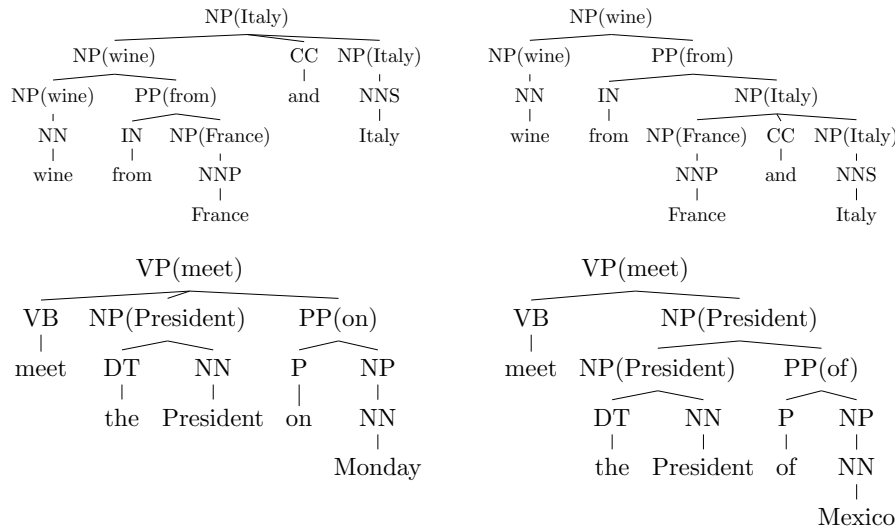 NP(Italy)
NP(wine) CC NP(Italy)
NP(wine) PP(from) and NNS
NN IN NP(France) Italy
wine from NNP
France
NP(wine)
NP(wine) PP(from)
NN IN NP(Italy)
wine from NP(France) CC NP(Italy)
NNP and NNS
France Italy
VP(meet)
VB NP(President) PP(on)
meet DT NN P NP
the President on NN
Monday
VP(meet)
VB NP(President)
meet NP(President) PP(of)
DT NN P NP
the President of NN
Mexico